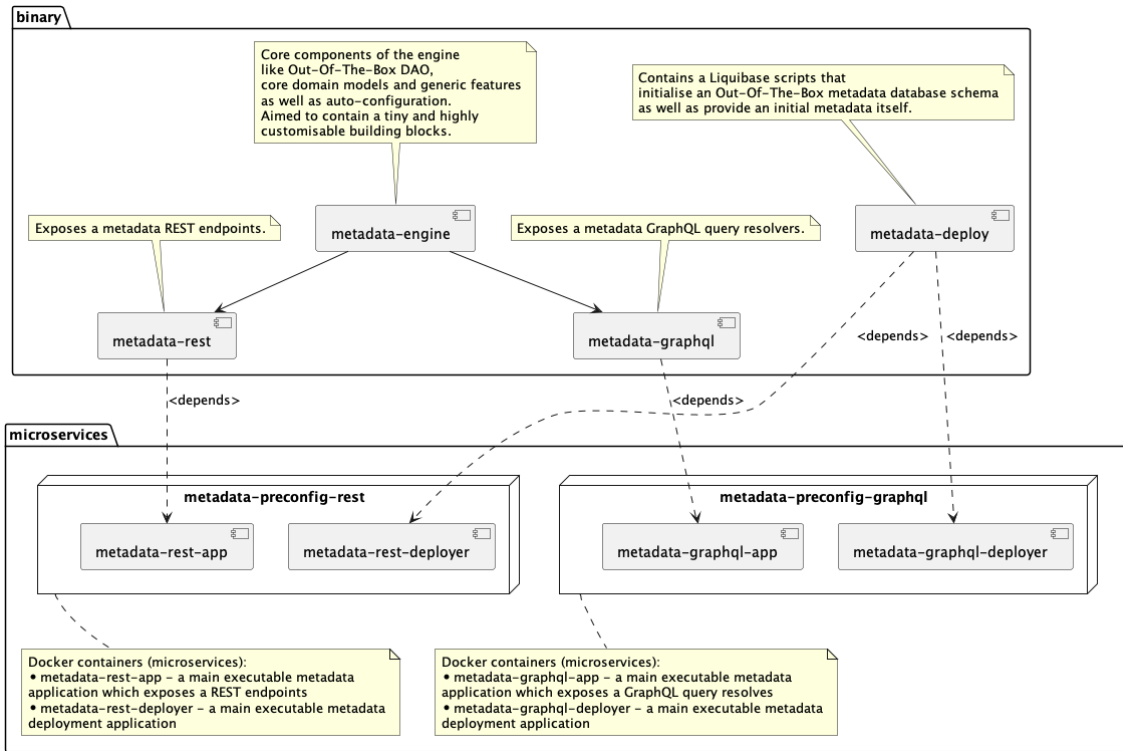 binary
Core components of the engine
like Out-Of-The-Box DAO,
core domain models and generic features
as well as auto-configuration.
Aimed to contain a tiny and highly
customisable building blocks.
Contains a Liquibase scripts that
initialise an Out-Of-The-Box metadata database schema
as well as provide an initial metadata itself.
Exposes a metadata REST endpoints.
metadata-engine
Exposes a metadata GraphQL query resolvers.
metadata-deploy
metadata-rest
metadata-graphql
<depends>
<depends>
<depends>
<depends>
microservices
metadata-preconfig-rest
metadata-rest-app
metadata-rest-deployer
metadata-preconfig-graphql
metadata-graphql-app
metadata-graphql-deployer
Docker containers (microservices):
• metadata-rest-app – a main executable metadata
application which exposes a REST endpoints
• metadata-rest-deployer – a main executable metadata
deployment application
Docker containers (microservices):
• metadata-graphql-app – a main executable metadata
application which exposes a GraphQL query resolves
• metadata-graphql-deployer – a main executable metadata
deployment application